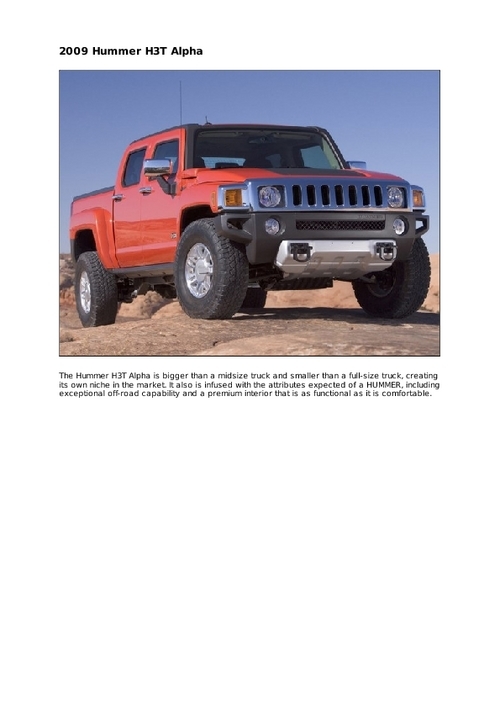 2009 Hummer H3T Alpha
The Hummer H3T Alpha is bigger than a midsize truck and smaller than a full-size truck, creating
its own niche in the market. It also is infused with the attributes expected of a HUMMER, including
exceptional off-road capability and a premium interior that is as functional as it is comfortable.